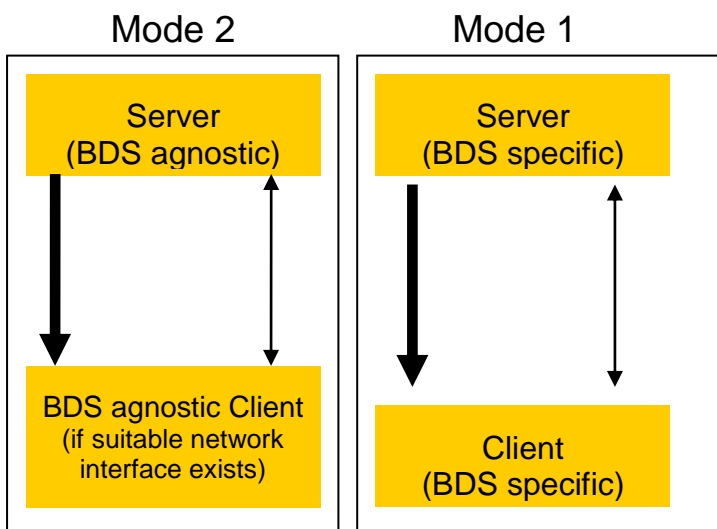 Mode 2
Server
(BDS agnostic)
BDS agnostic Client
(if suitable network
interface exists)
Mode 1
Server
(BDS specific)
Client
(BDS specific)